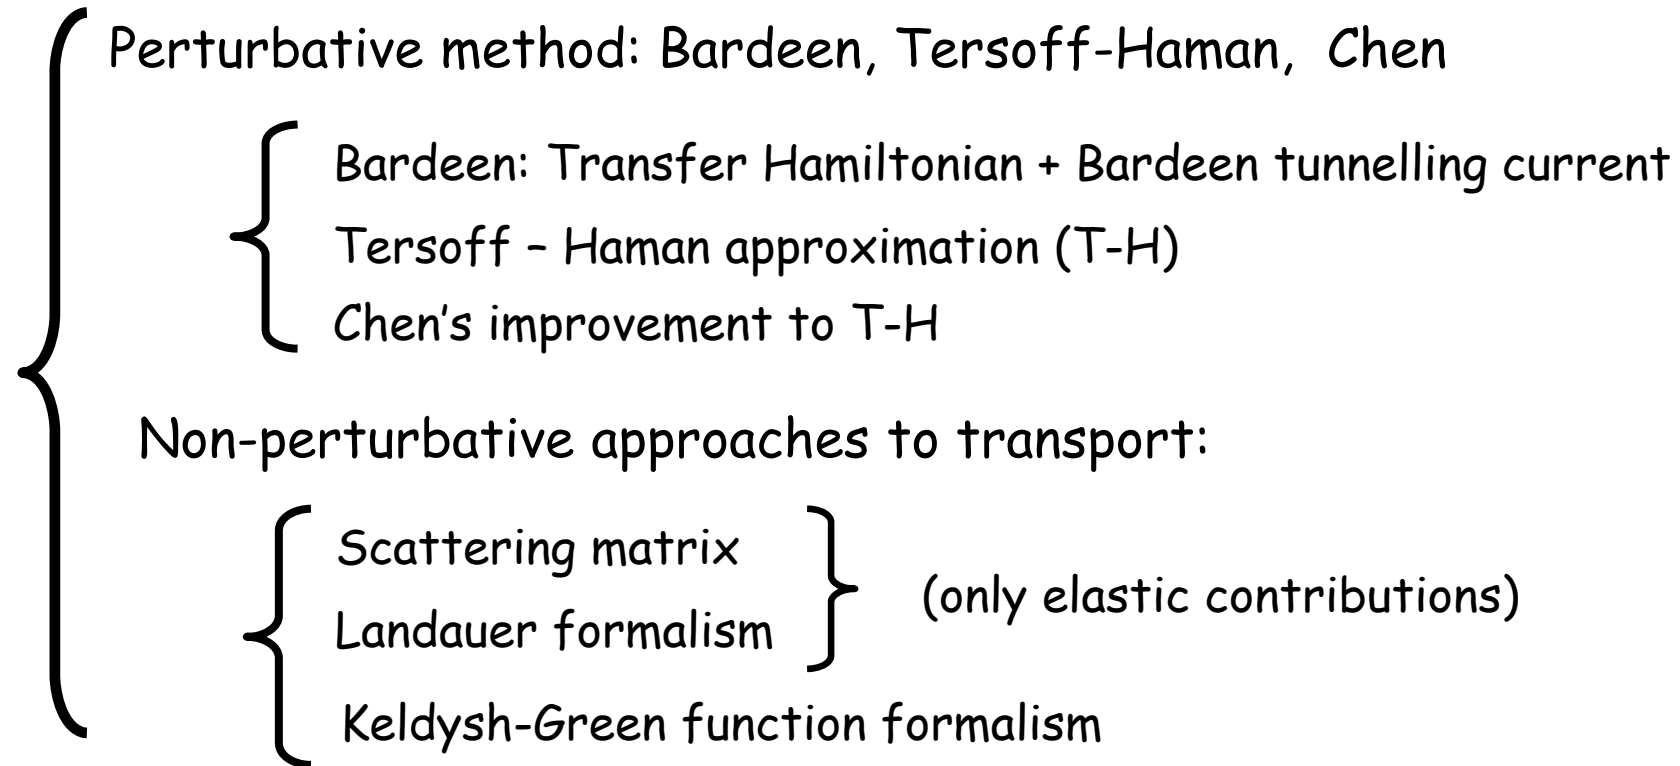 Perturbative method: Bardeen, Tersoff-Haman, Chen
Bardeen: Transfer Hamiltonian + Bardeen tunnelling current
Tersoff – Haman approximation (T-H)
Chen's improvement to T-H
Non-perturbative approaches to transport:
Scattering matrix
(only elastic contributions)
Landauer formalism
Keldysh-Green function formalism